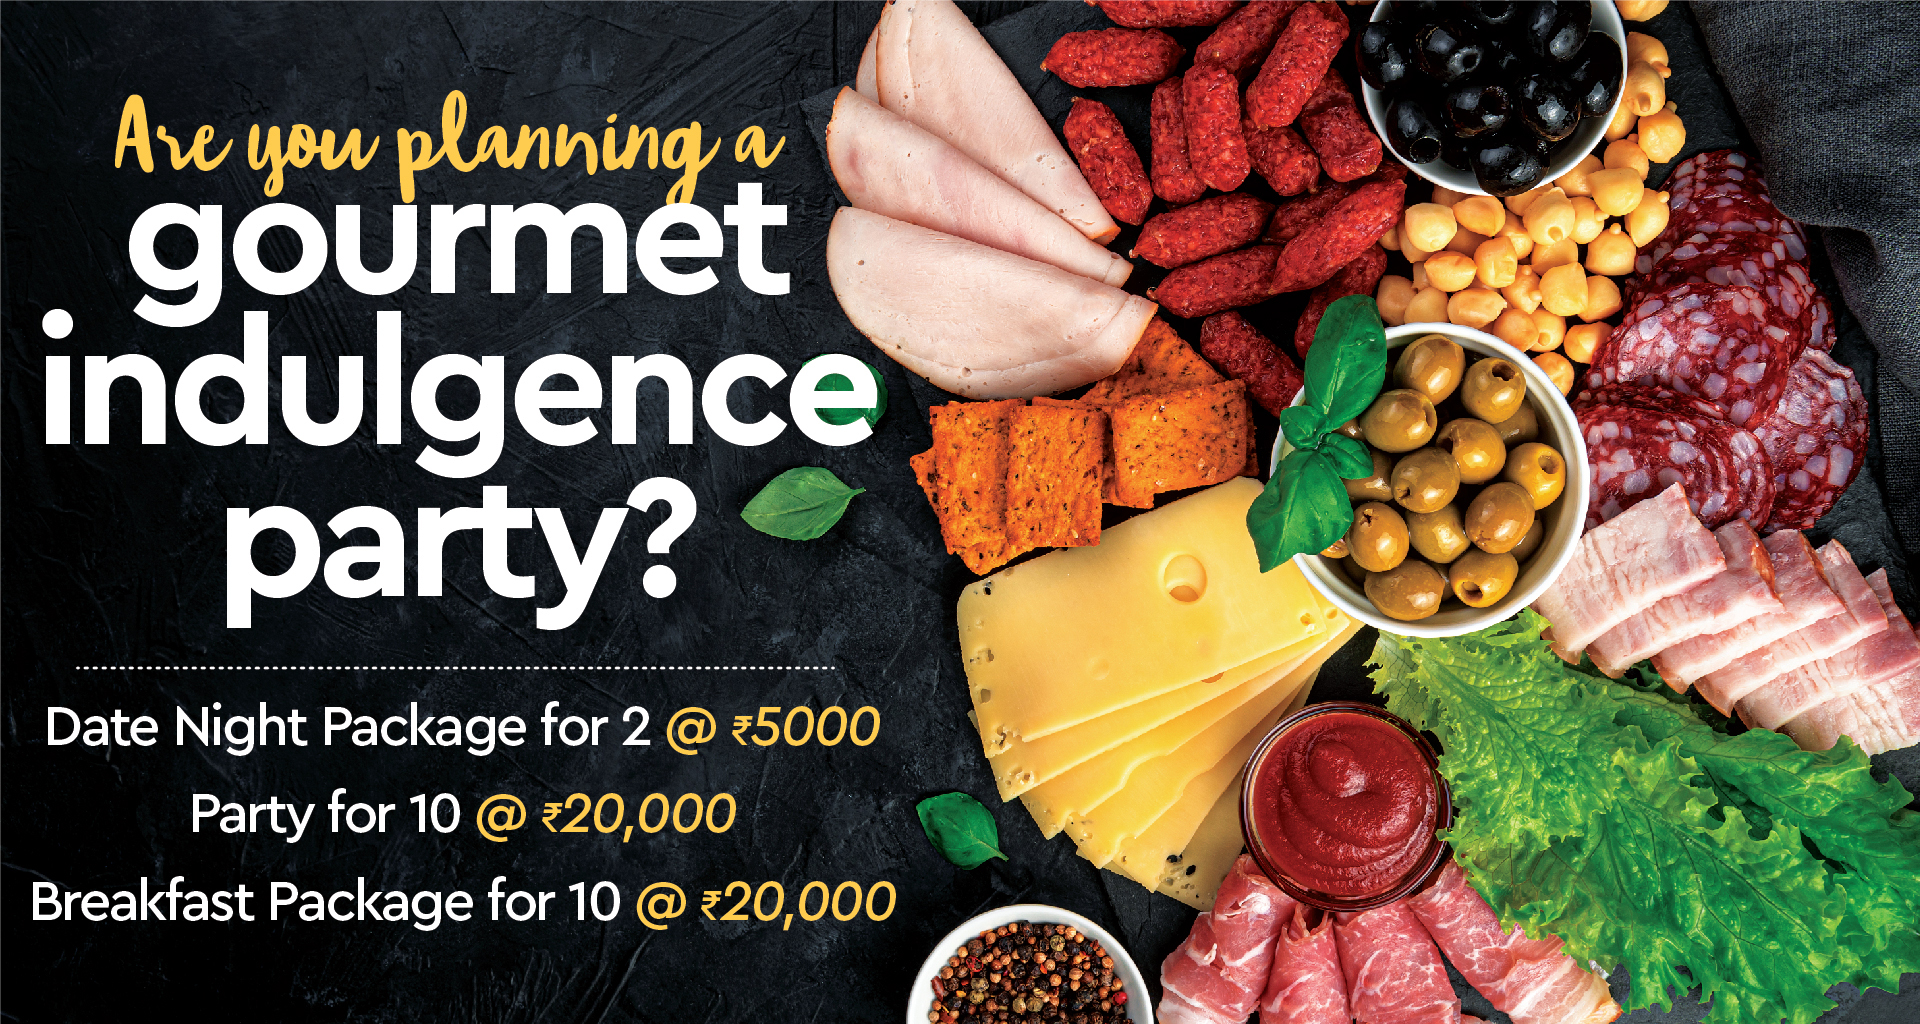 Are you planning a
gourmet
indulgence
party?
Date Night Package for 2 @ ₹5000
Party for 10 @ ₹20,000
Breakfast Package for 10 @ ₹20,000